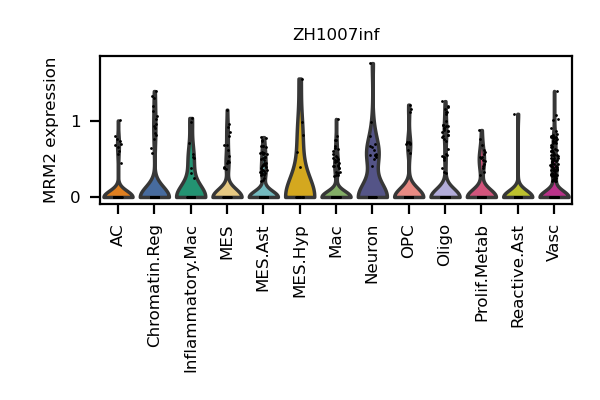 ZH1007inf
MRM2 expression
1
0
AC
Chromatin.Reg
Inflammatory.Mac
MES
MES.Ast
MES.Hyp
Mac
Neuron
OPC
Oligo
Prolif.Metab
Reactive.Ast
Vasc